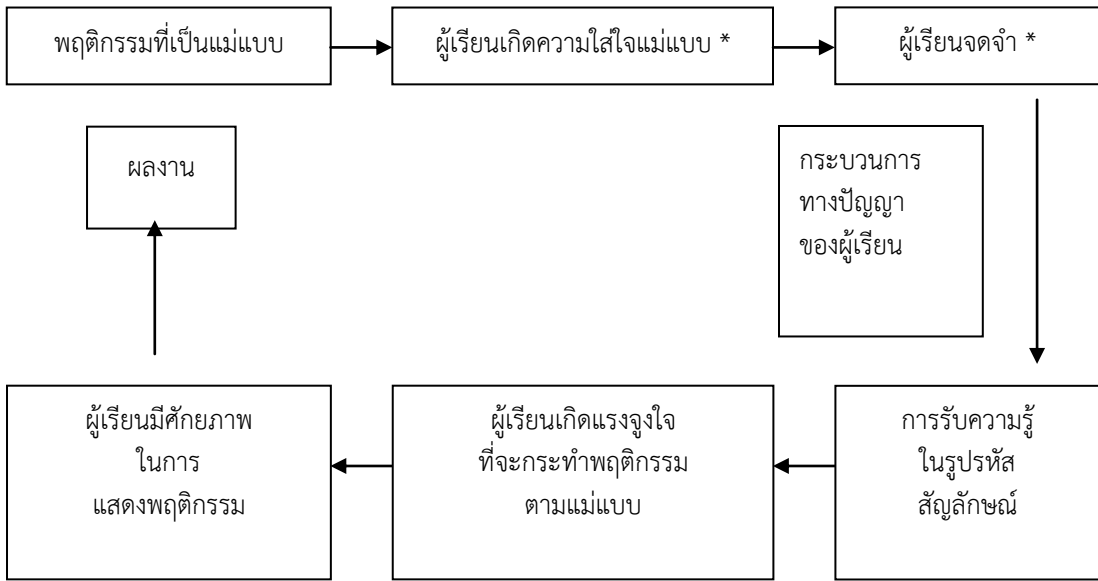 พฤติกรรมที่เป็นแม่แบบ
ผู้เรียนเกิดความใส่ใจแม่แบบ *
ผู้เรียนจดจำ *
ผลงาน
กระบวนการ
ทางปัญญา
ของผู้เรียน
ผู้เรียนมีศักยภาพ
ในการ
แสดงพฤติกรรม
ผู้เรียนเกิดแรงจูงใจ
ที่จะกระทำพฤติกรรม
ตามแม่แบบ
การรับความรู้
ในรูปรหัส
สัญลักษณ์